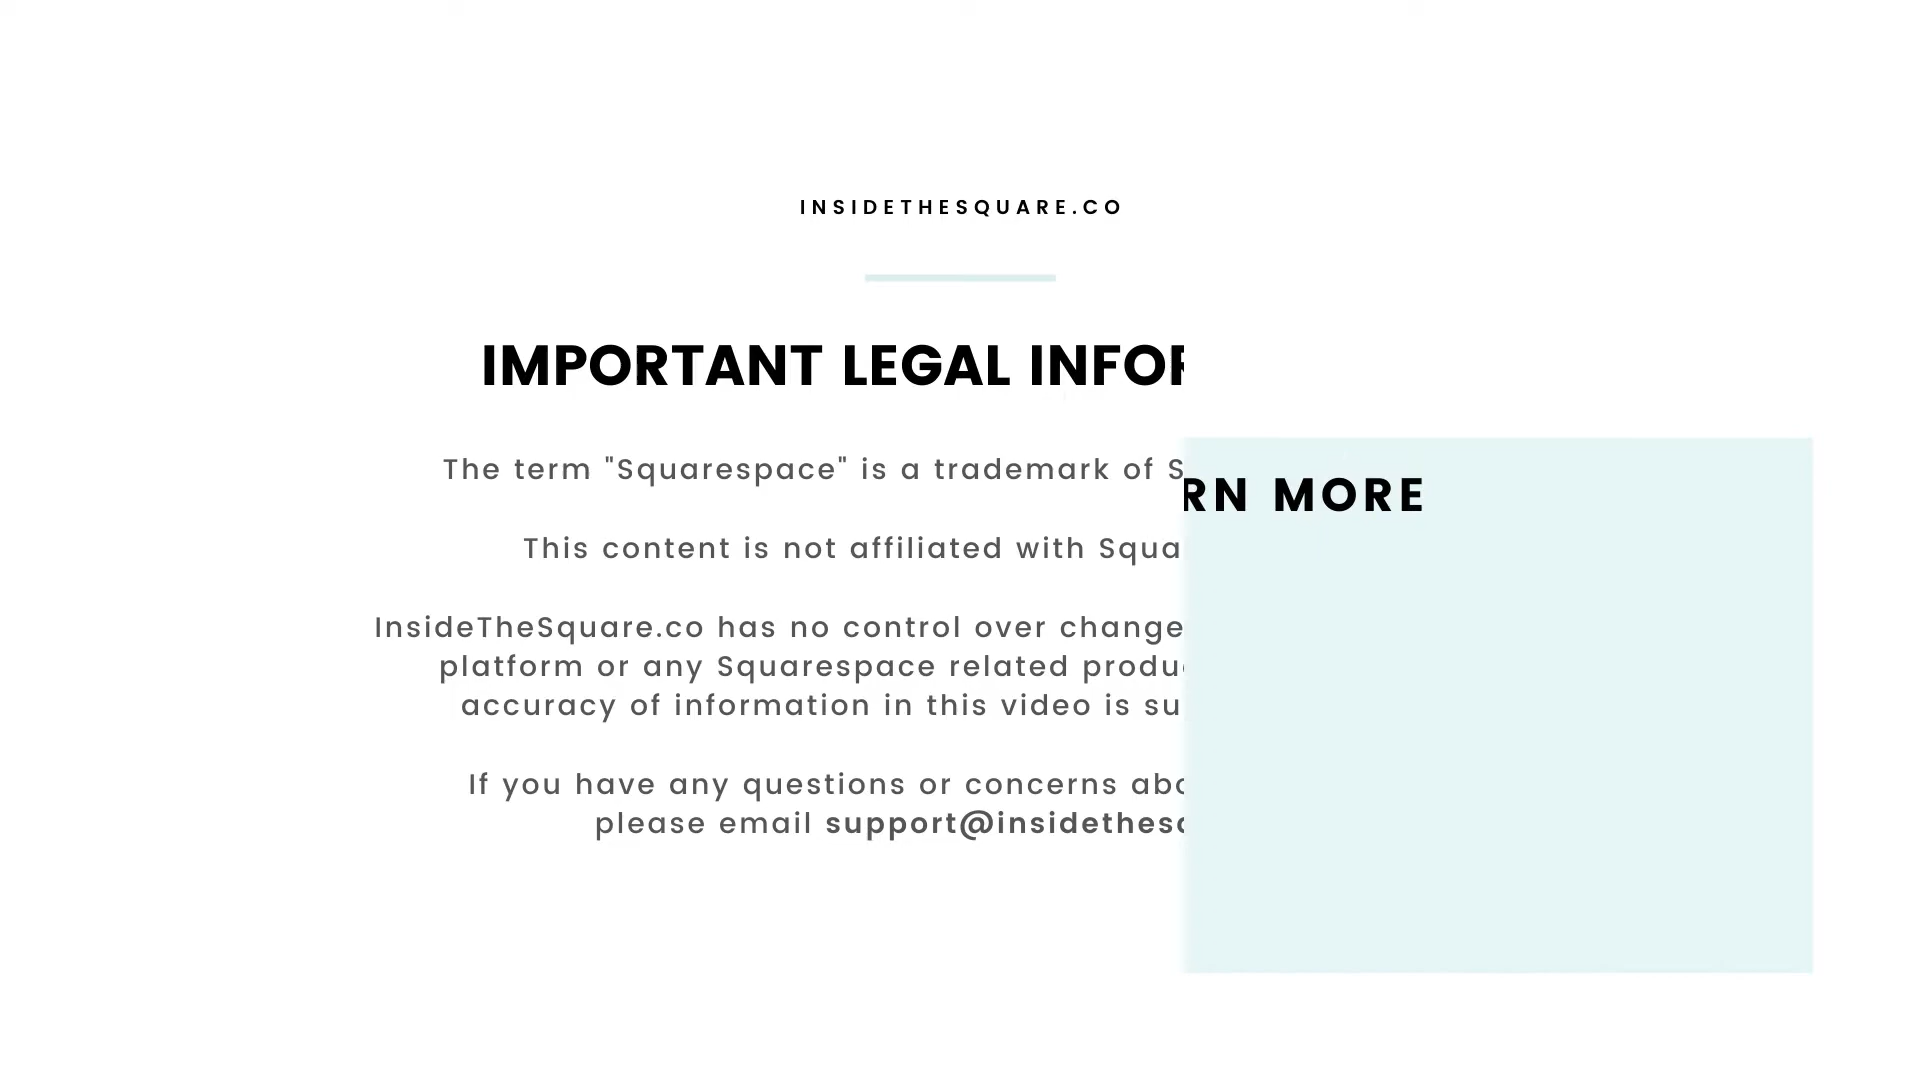 INSIDETHESQUARE.CO
IMPORTANT LEGAL INFOR
The term "Squarespace" is a trademark of S
RN MORE
This content is not affiliated with Squa
InsideTheSquare.co has no control over change
platform or any Squarespace related produ
accuracy of information in this video is su
If you have any questions or concerns abo
please email support@insidethesq